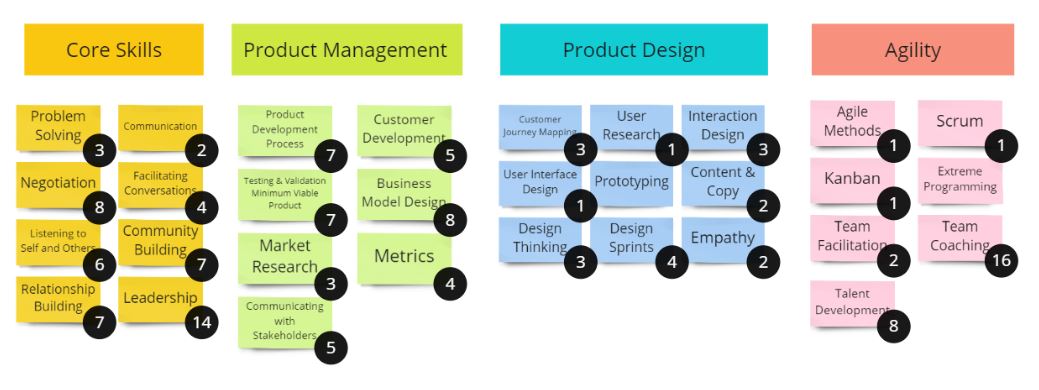 Core Skills
Product Management
Product Design
Agility
Problem
Solving
3
Communication
2
Negotiation
8
Facilitating
Conversations
4
Listening to
Self and Others
6
Community
Building
7
Relationship
Building
7
Leadership
14
Product
Development
Process
7
Customer
Development
5
Testing & Validation
Minimum Viable
Product
7
Business
Model Design
8
Market
Research
3
Metrics
4
Communicating
with
Stakeholders
5
Customer
Journey Mapping
3
User
Research
1
Interaction
Design
3
User Interface
Design
1
Prototyping
Content &
Copy
2
Design
Thinking
3
Design
Sprints
4
Empathy
2
Agile
Methods
1
Scrum
1
Kanban
1
Extreme
Programming
Team
Facilitation
2
Team
Coaching
16
Talent
Development
8